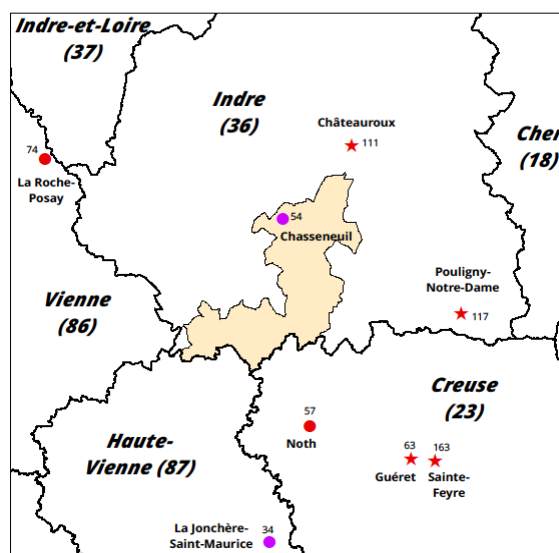 Indre-et-Loire
(37)
Indre
(36)
Châteauroux
111
Cher
(18)
74
La Roche-
Posay
54
Chasseneuil
Pouligny-
Notre-Dame
117
Vienne
(86)
Creuse
(23)
57
Noth
63
163
Guéret
Sainte-
Feyre
Haute-
Vienne (87)
La Jonchère-
Saint-Maurice
34